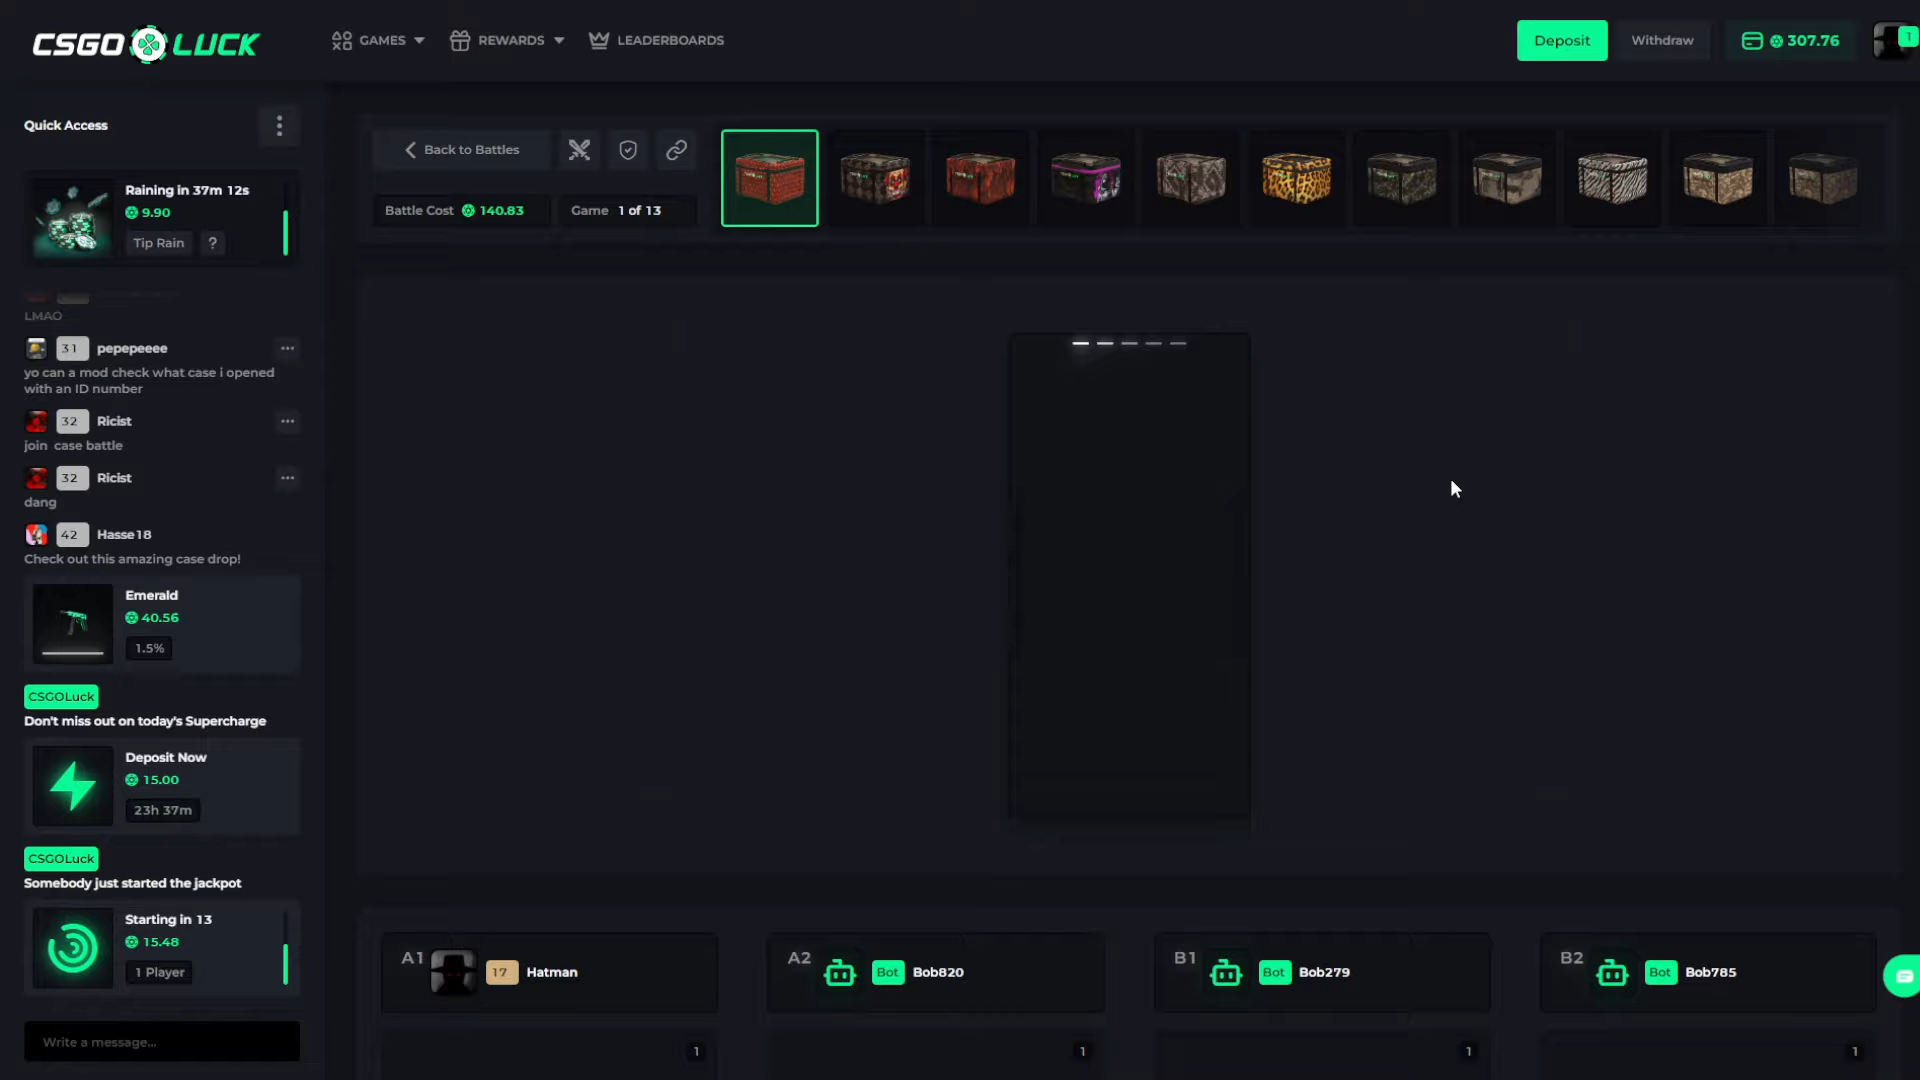 CSGO LUCK
GAMES
REWARDS
LEADERBOARDS
Deposit
Withdraw
307.76
1
Quick Access
Raining in 37m 12s
9.90
Tip Rain
?
LMAO
31 pepepeeee
yo can a mod check what case i opened
with an ID number
32 Ricist
join case battle
32 Ricist
dang
42 Hasse18
Check out this amazing case drop!
Emerald
40.56
1.5%
CSGOLuck
Don't miss out on today's Supercharge
Deposit Now
15.00
23h 37m
CSGOLuck
Somebody just started the jackpot
Starting in 13
15.48
1 Player
Write a message...
Back to Battles
Battle Cost 140.83
Game 1 of 13
A1 17 Hatman
A2 Bot Bob820
B1 Bot Bob279
B2 Bot Bob785
1
1
1
1